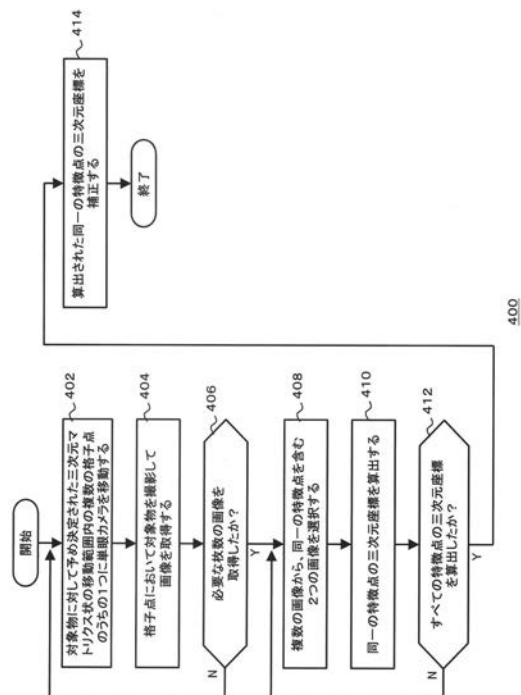 開始
402
対象物に対して予め決定された三次元マ
トリクス状の移動範囲内の複数の格子点
のうちの1つに単眼カメラを移動する
404
格子点において対象物を撮影して
画像を取得する
406
必要な枚数の画像を
取得したか?
N
Y
408
複数の画像から、同一の特徴点を含む
2つの画像を選択する
410
同一の特徴点の三次元座標を算出する
412
すべての特徴点の三次元座標
を算出したか?
N
Y
414
算出された同一の特徴点の三次元座標を
補正する
終了
400